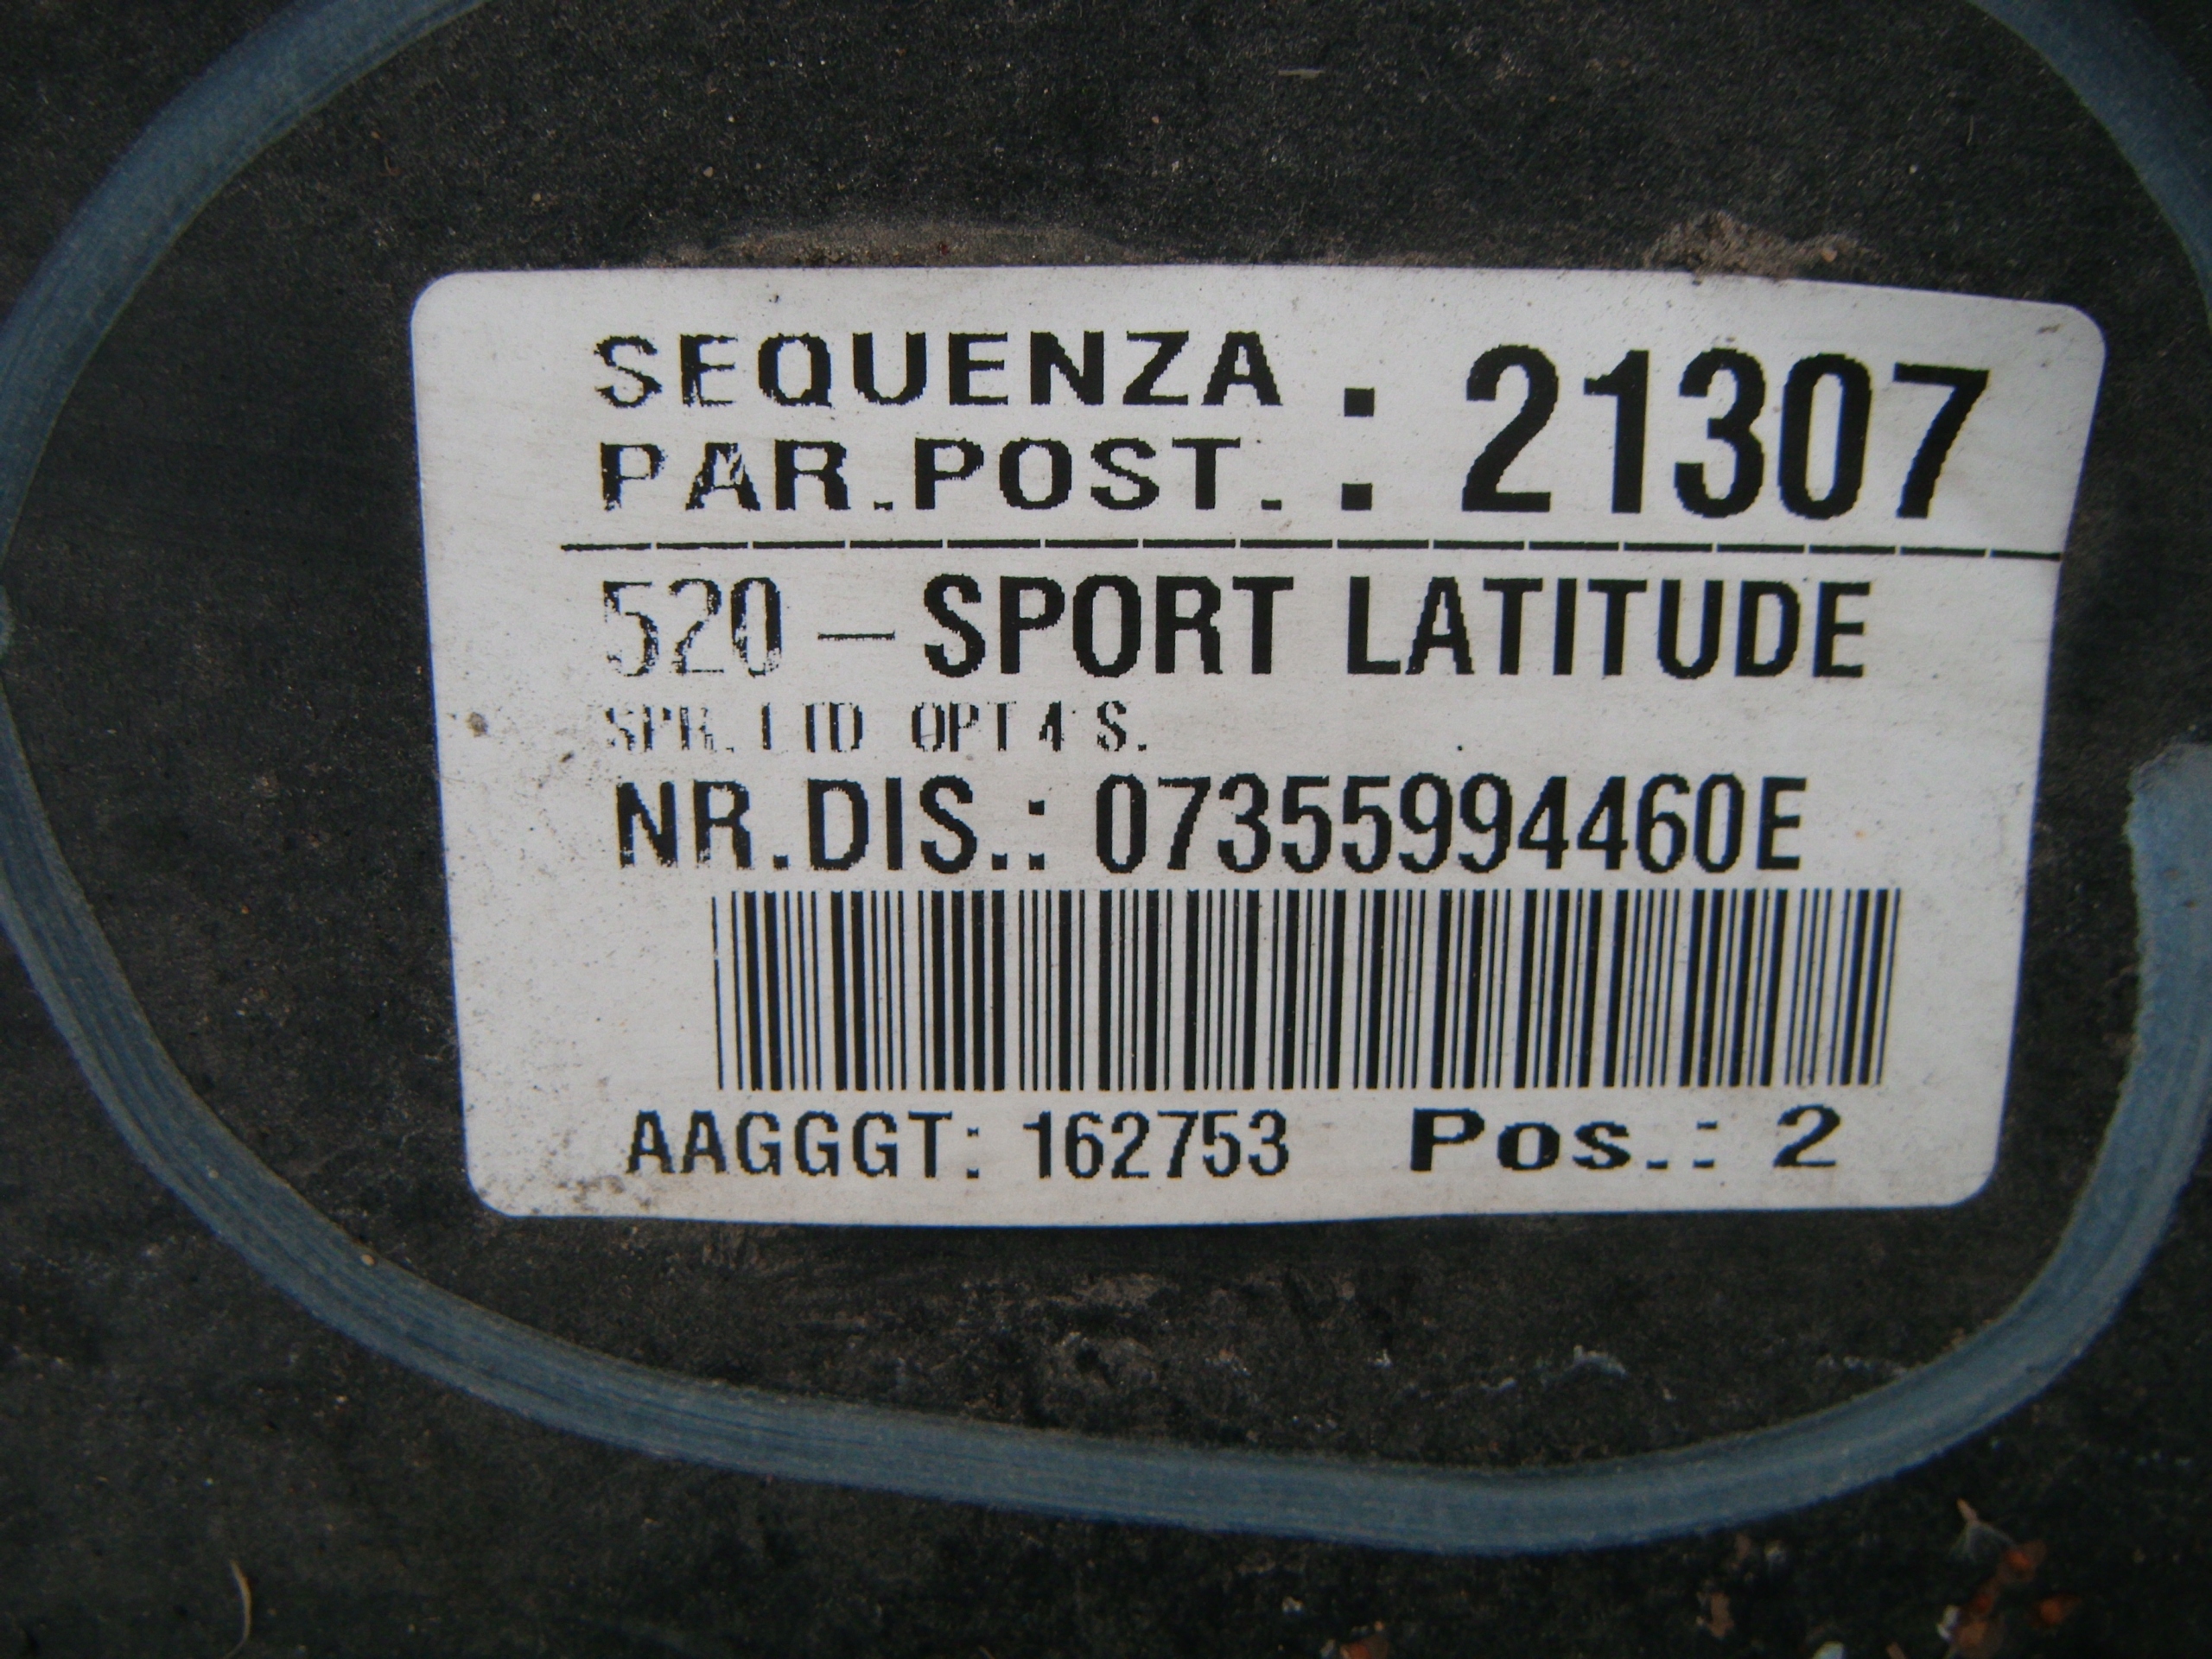 SEQUENZA
PAR.POST. : 21307
520 - SPORT LATITUDE
SPR.LTD OPT 4 S.
NR.DIS.: 07355994460E
AAGGGT: 162753 Pos.: 2